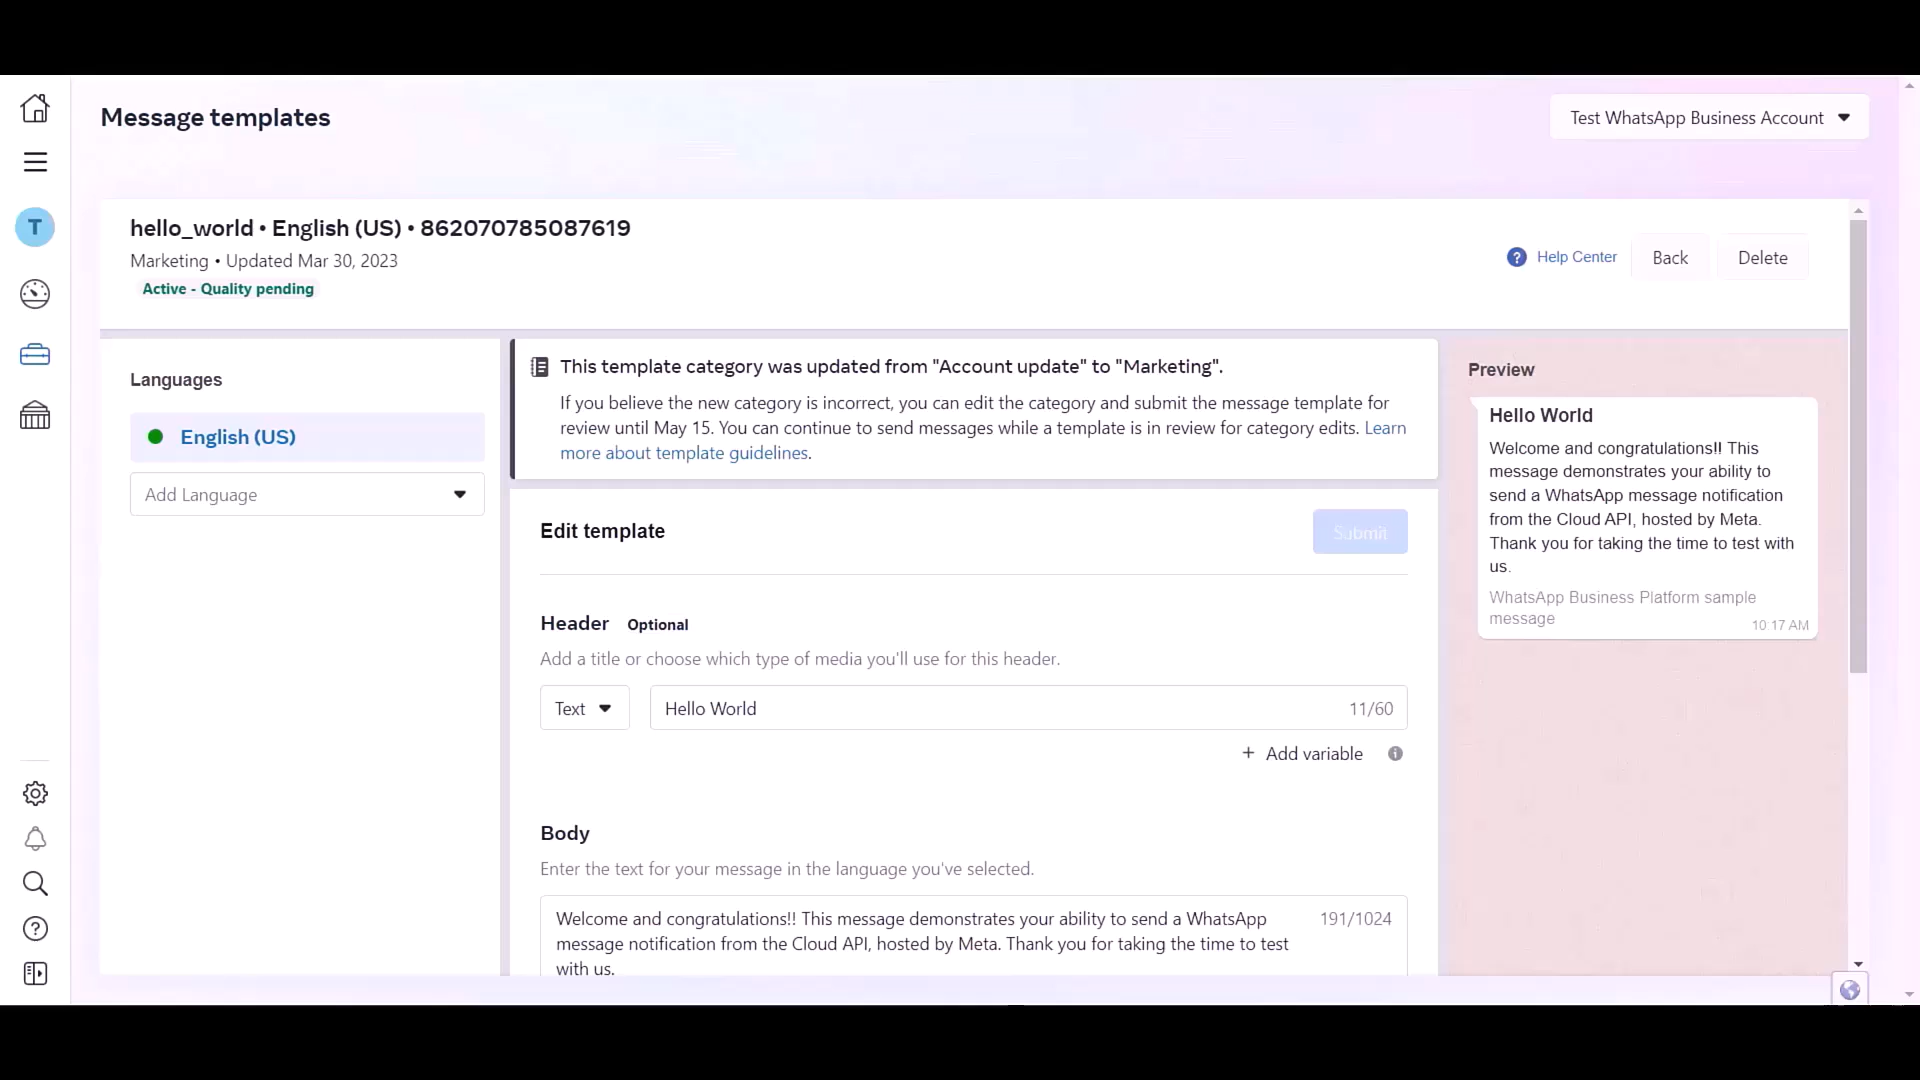 Message templates
Test WhatsApp Business Account
T
hello_world • English (US) • 862070785087619
Marketing • Updated Mar 30, 2023
Active - Quality pending
? Help Center
Back
Delete
Languages
English (US)
Add Language
This template category was updated from "Account update" to "Marketing".
If you believe the new category is incorrect, you can edit the category and submit the message template for
review until May 15. You can continue to send messages while a template is in review for category edits. Learn
more about template guidelines.
Edit template
Submit
Header Optional
Add a title or choose which type of media you'll use for this header.
Text
Hello World
11/60
+ Add variable
Body
Enter the text for your message in the language you've selected.
Welcome and congratulations!! This message demonstrates your ability to send a WhatsApp
message notification from the Cloud API, hosted by Meta. Thank you for taking the time to test
with us.
191/1024
Preview
Hello World
Welcome and congratulations!! This
message demonstrates your ability to
send a WhatsApp message notification
from the Cloud API, hosted by Meta.
Thank you for taking the time to test with
us.
WhatsApp Business Platform sample
message
10:17 AM